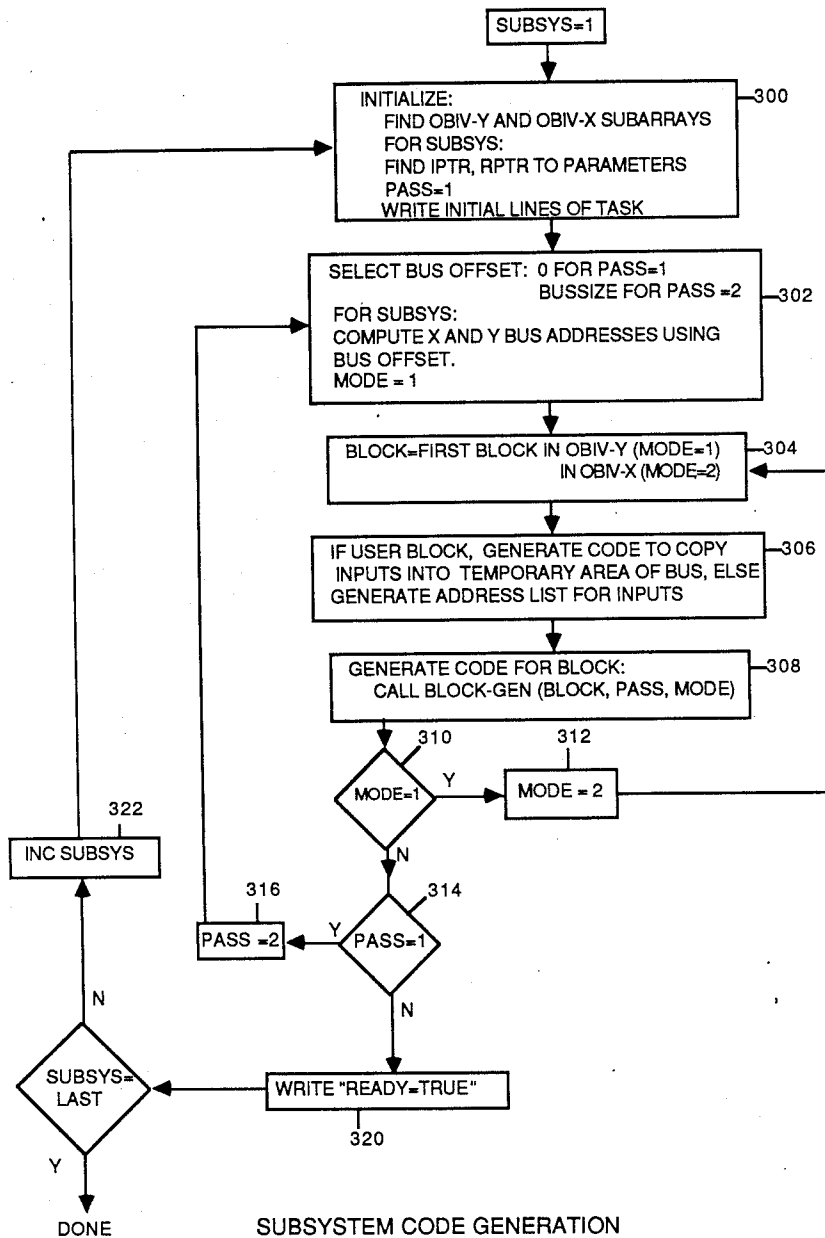 SUBSYS=1
300
INITIALIZE:
FIND OBIV-Y AND OBIV-X SUBARRAYS
FOR SUBSYS:
FIND IPTR, RPTR TO PARAMETERS
PASS=1
WRITE INITIAL LINES OF TASK
SELECT BUS OFFSET: 0 FOR PASS=1
BUSSIZE FOR PASS =2
302
FOR SUBSYS:
COMPUTE X AND Y BUS ADDRESSES USING
BUS OFFSET.
MODE = 1
BLOCK=FIRST BLOCK IN OBIV-Y (MODE=1)
304
IN OBIV-X (MODE=2)
IF USER BLOCK, GENERATE CODE TO COPY
306
INPUTS INTO TEMPORARY AREA OF BUS, ELSE
GENERATE ADDRESS LIST FOR INPUTS
GENERATE CODE FOR BLOCK:
308
CALL BLOCK-GEN (BLOCK, PASS, MODE)
310
312
MODE=1
Y
MODE = 2
N
322
INC SUBSYS
314
316
PASS=1
Y
PASS =2
N
N
SUBSYS=
LAST
WRITE "READY=TRUE"
320
Y
DONE
SUBSYSTEM CODE GENERATION